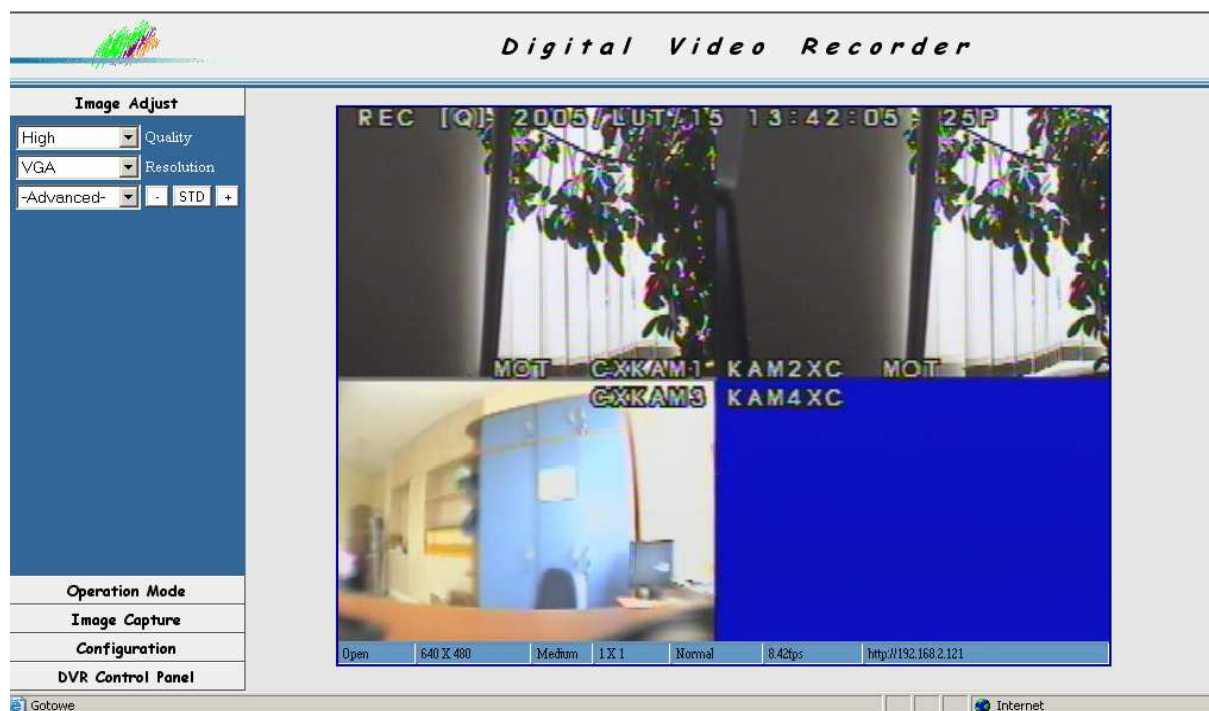 Digital Video Recorder
Image Adjust
High Quality
VGA Resolution
-Advanced- - STD +
REC [Q] 2005/LUT/15 13:42:05 25P
MOT CXKAM1 KAM2XC MOT
CXKAM3 KAM4XC
Operation Mode
Image Capture
Configuration
DVR Control Panel
Open 640 X 480 Medium 1 X 1 Normal 8.42fps http://192.168.2.121
Gotowe Internet